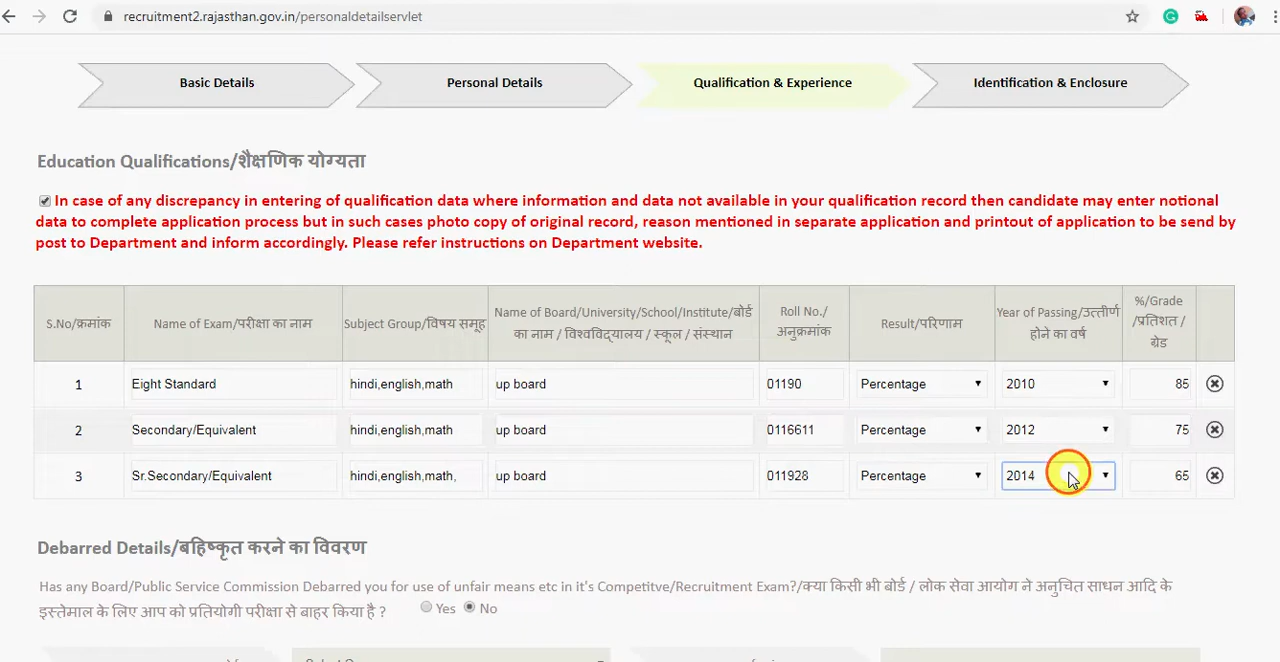 recruitment2.rajasthan.gov.in/personaldetailservlet
Basic Details
Personal Details
Qualification & Experience
Identification & Enclosure
Education Qualifications/शैक्षणिक योग्यता
In case of any discrepancy in entering of qualification data where information and data not available in your qualification record then candidate may enter notional
data to complete application process but in such cases photo copy of original record, reason mentioned in separate application and printout of application to be send by
post to Department and inform accordingly. Please refer instructions on Department website.
S.No/क्रमांक
Name of Exam/परीक्षा का नाम
Subject Group/विषय समूह
Name of Board/University/School/Institute/बोर्ड
का नाम / विश्वविद्यालय / स्कूल / संस्थान
Roll No./
अनुक्रमांक
Result/परिणाम
Year of Passing/उत्तीर्ण
होने का वर्ष
%/Grade
/प्रतिशत /
ग्रेड
1 Eight Standard hindi,english,math up board 01190 Percentage 2010 85
2 Secondary/Equivalent hindi,english,math up board 0116611 Percentage 2012 75
3 Sr.Secondary/Equivalent hindi,english,math, up board 011928 Percentage 2014 65
Debarred Details/बहिष्कृत करने का विवरण
Has any Board/Public Service Commission Debarred you for use of unfair means etc in it's Competitve/Recruitment Exam?/क्या किसी भी बोर्ड / लोक सेवा आयोग ने अनुचित साधन आदि के
इस्तेमाल के लिए आप को प्रतियोगी परीक्षा से बाहर किया है ? Yes No